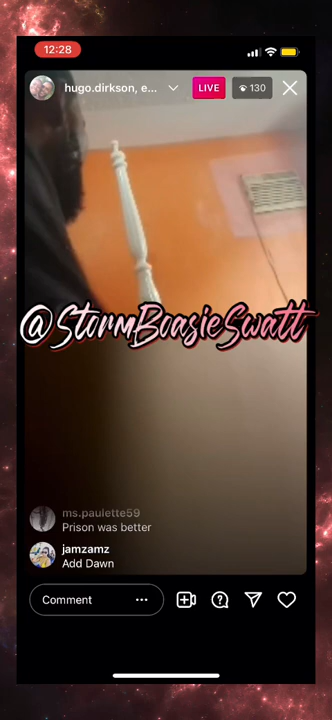 12:28
hugo.dirkson, e...
LIVE
130
@StormBoasieSwatt
ms.paulette59
Prison was better
jamzamz
Add Dawn
Comment